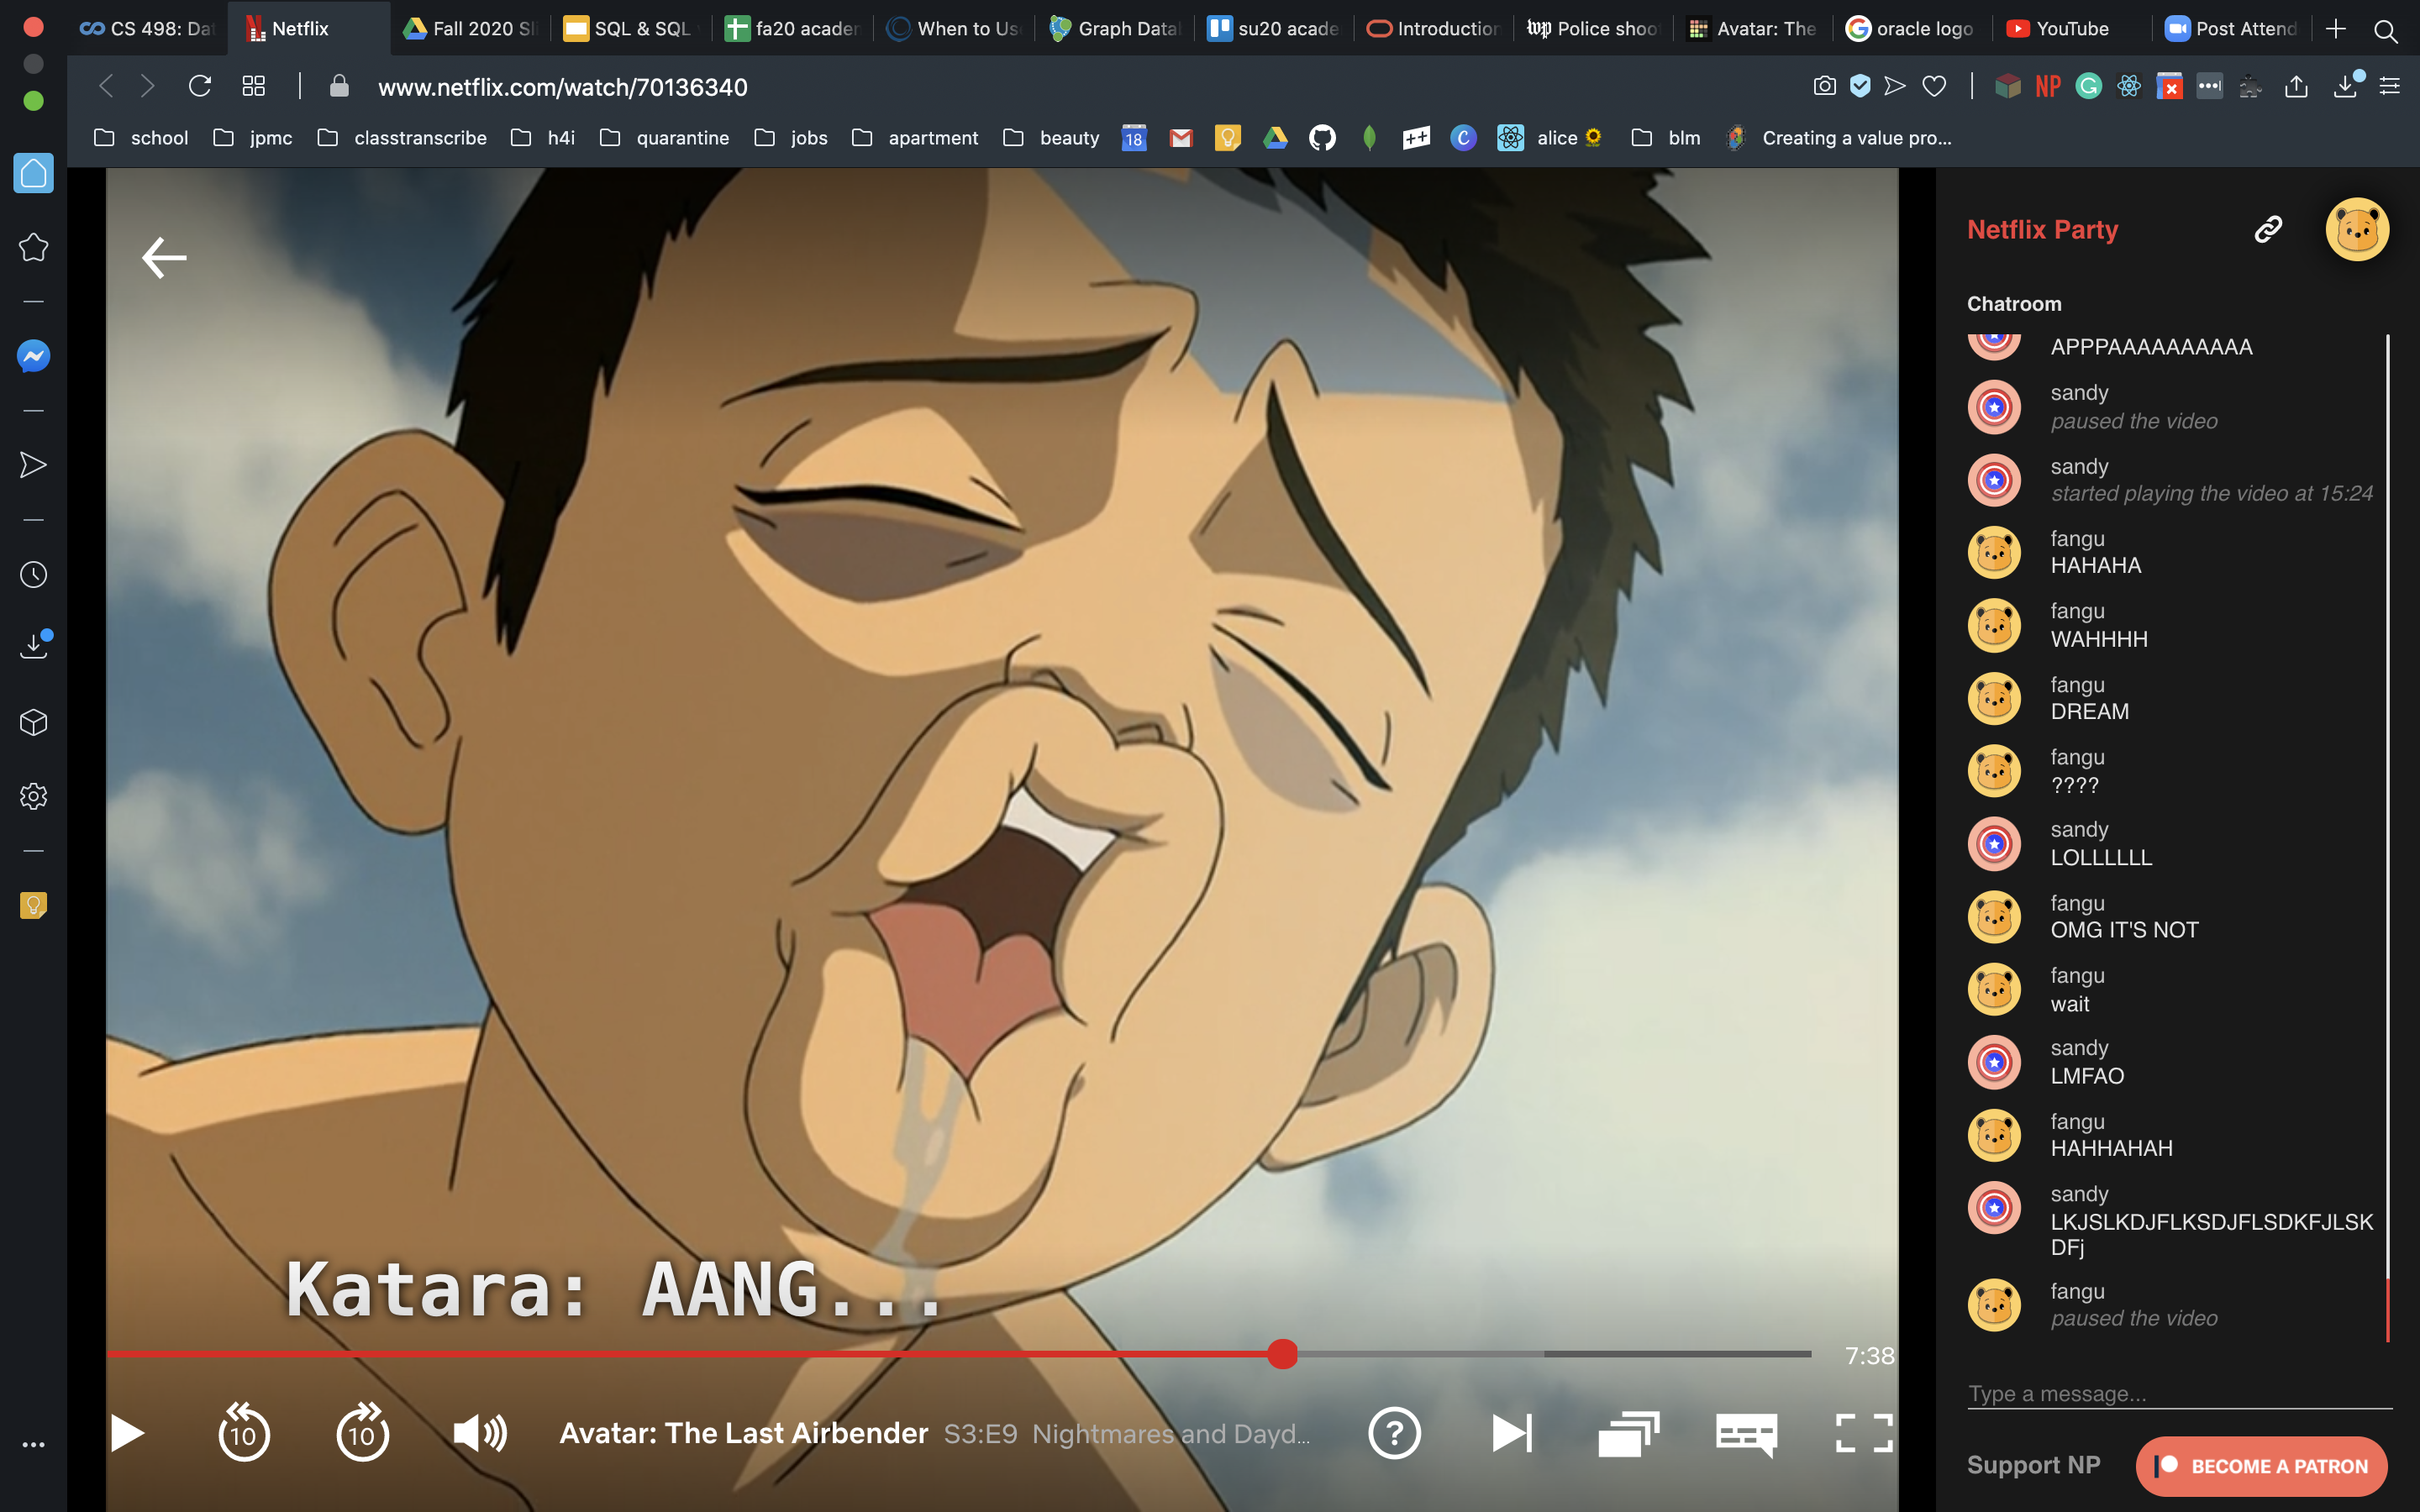 CS 498: Dat
Netflix
Fall 2020 Sli
SQL & SQL
fa20 acader
When to Us
Graph Data
su20 acade
Introduction
wp Police shoo
Avatar: The
oracle logo
YouTube
Post Attend
www.netflix.com/watch/70136340
NP
school
jpmc
classtranscribe
h4i
quarantine
jobs
apartment
beauty
18
++
C
alice
blm
Creating a value pro...
Netflix Party
Chatroom
APPPAAAAAAAAAA
sandy
paused the video
sandy
started playing the video at 15:24
fangu
HAHAHA
fangu
WAHHHH
fangu
DREAM
fangu
????
sandy
LOLLLLLL
fangu
OMG IT'S NOT
fangu
wait
sandy
LMFAO
fangu
HAHHAHAH
sandy
LKJSLKDJFLKSDJFLSDKFJLSK
DFj
fangu
paused the video
Katara: AANG...
7:38
10
10
Avatar: The Last Airbender S3:E9 Nightmares and Dayd...
?
Type a message...
Support NP
BECOME A PATRON